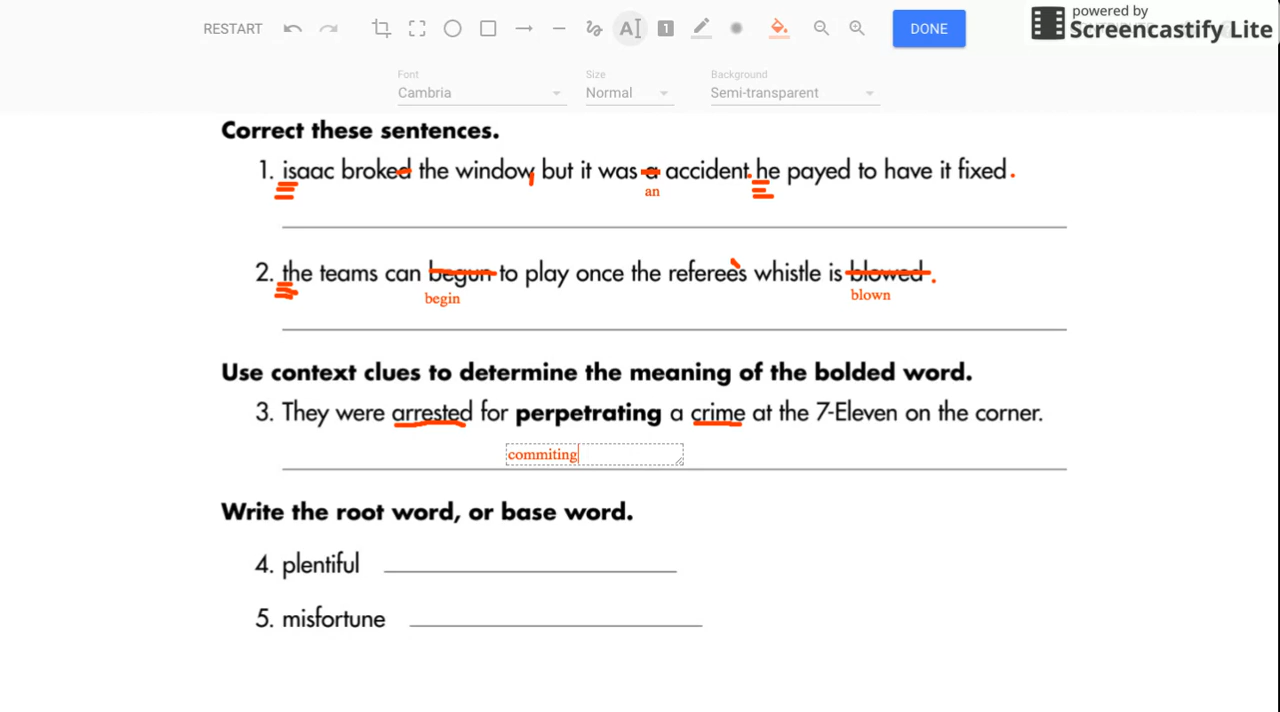 RESTART A 1 DONE powered by
Screencastify Lite
Font Size Background
Cambria Normal Semi-transparent
Correct these sentences.
1. isaac broked the window, but it was a accident. he payed to have it fixed.
an
2. the teams can begun to play once the referee's whistle is blowed.
begin blown
Use context clues to determine the meaning of the bolded word.
3. They were arrested for perpetrating a crime at the 7-Eleven on the corner.
commiting
Write the root word, or base word.
4. plentiful
5. misfortune